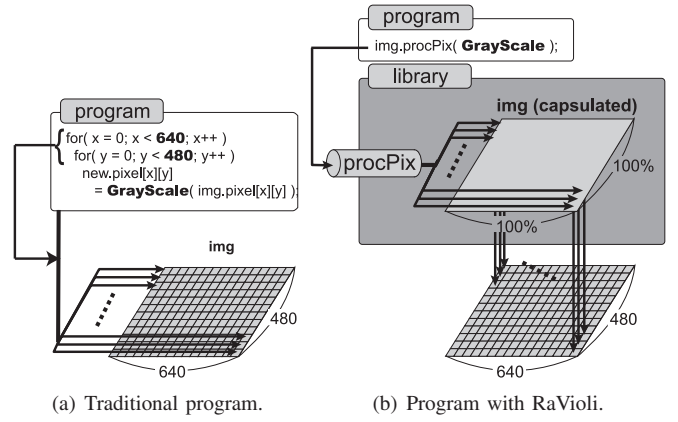 program
for( x = 0; x < 640; x++ )
for( y = 0; y < 480; y++ )
new.pixel[x][y]
= GrayScale( img.pixel[x][y] );
img
480
640
(a) Traditional program.
program
img.procPix( GrayScale );
library
img (capsulated)
procPix
100%
100%
480
640
(b) Program with RaVioli.